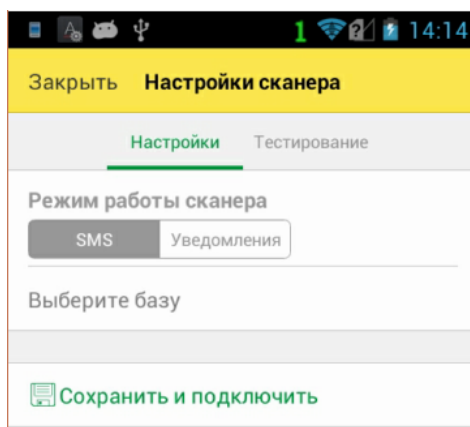 1 14:14
Закрыть Настройки сканера
Настройки Тестирование
Режим работы сканера
SMS Уведомления
Выберите базу
Сохранить и подключить